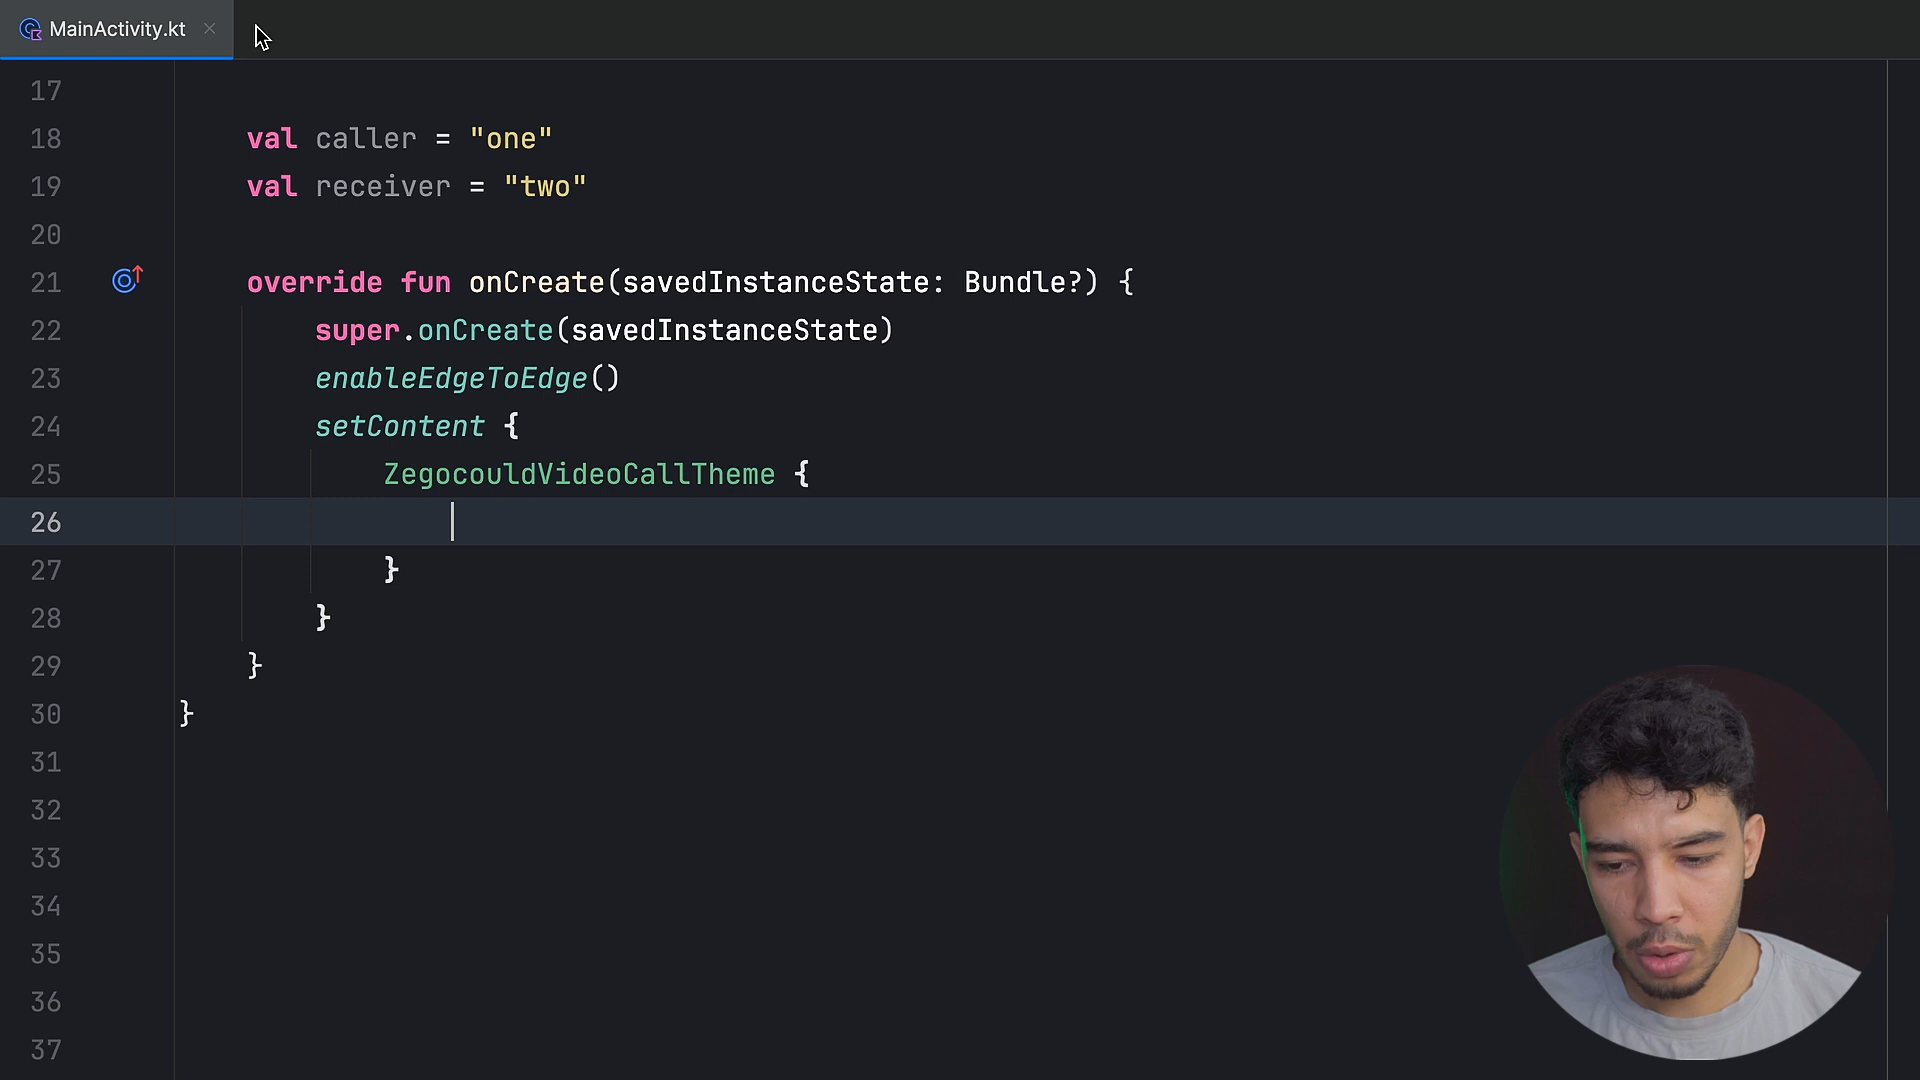 MainActivity.kt
17
18 val caller = "one"
19 val receiver = "two"
20
21 override fun onCreate(savedInstanceState: Bundle?) {
22 super.onCreate(savedInstanceState)
23 enableEdgeToEdge()
24 setContent {
25 ZegocouldVideoCallTheme {
26
27 }
28 }
29 }
30 }
31
32
33
34
35
36
37